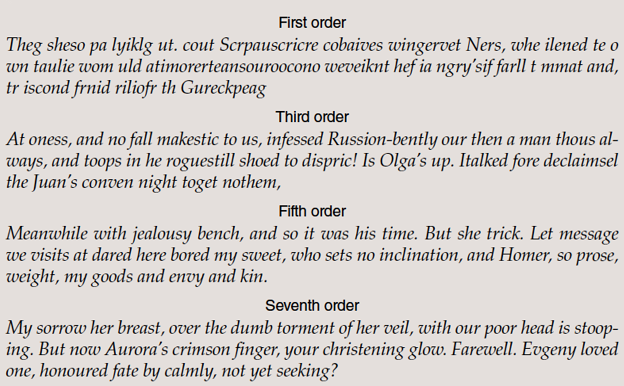 First order
Theg sheso pa lyiklg ut. cout Scrpauscricre cobaives wingervet Ners, whe ilened te o
wn taulie wom uld atimorerteansouroocono weveiknt hef ia ngry'sif farll t mmat and,
tr iscond frnid riliofr th Gureckpeag
Third order
At oness, and no fall makestic to us, infessed Russion-bently our then a man thous al-
ways, and toops in he roguestill shoed to dispric! Is Olga's up. Italked fore declaimsel
the Juan's conven night toget nothem,
Fifth order
Meanwhile with jealousy bench, and so it was his time. But she trick. Let message
we visits at dared here bored my sweet, who sets no inclination, and Homer, so prose,
weight, my goods and envy and kin.
Seventh order
My sorrow her breast, over the dumb torment of her veil, with our poor head is stoop-
ing. But now Aurora's crimson finger, your christening glow. Farewell. Evgeny loved
one, honoured fate by calmly, not yet seeking?